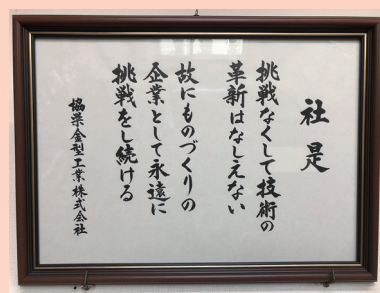 社是
挑戦なくして技術の
革新はなしえない
故にものづくりの
企業として永遠に
挑戦をし続ける
協栄金型工業株式会社